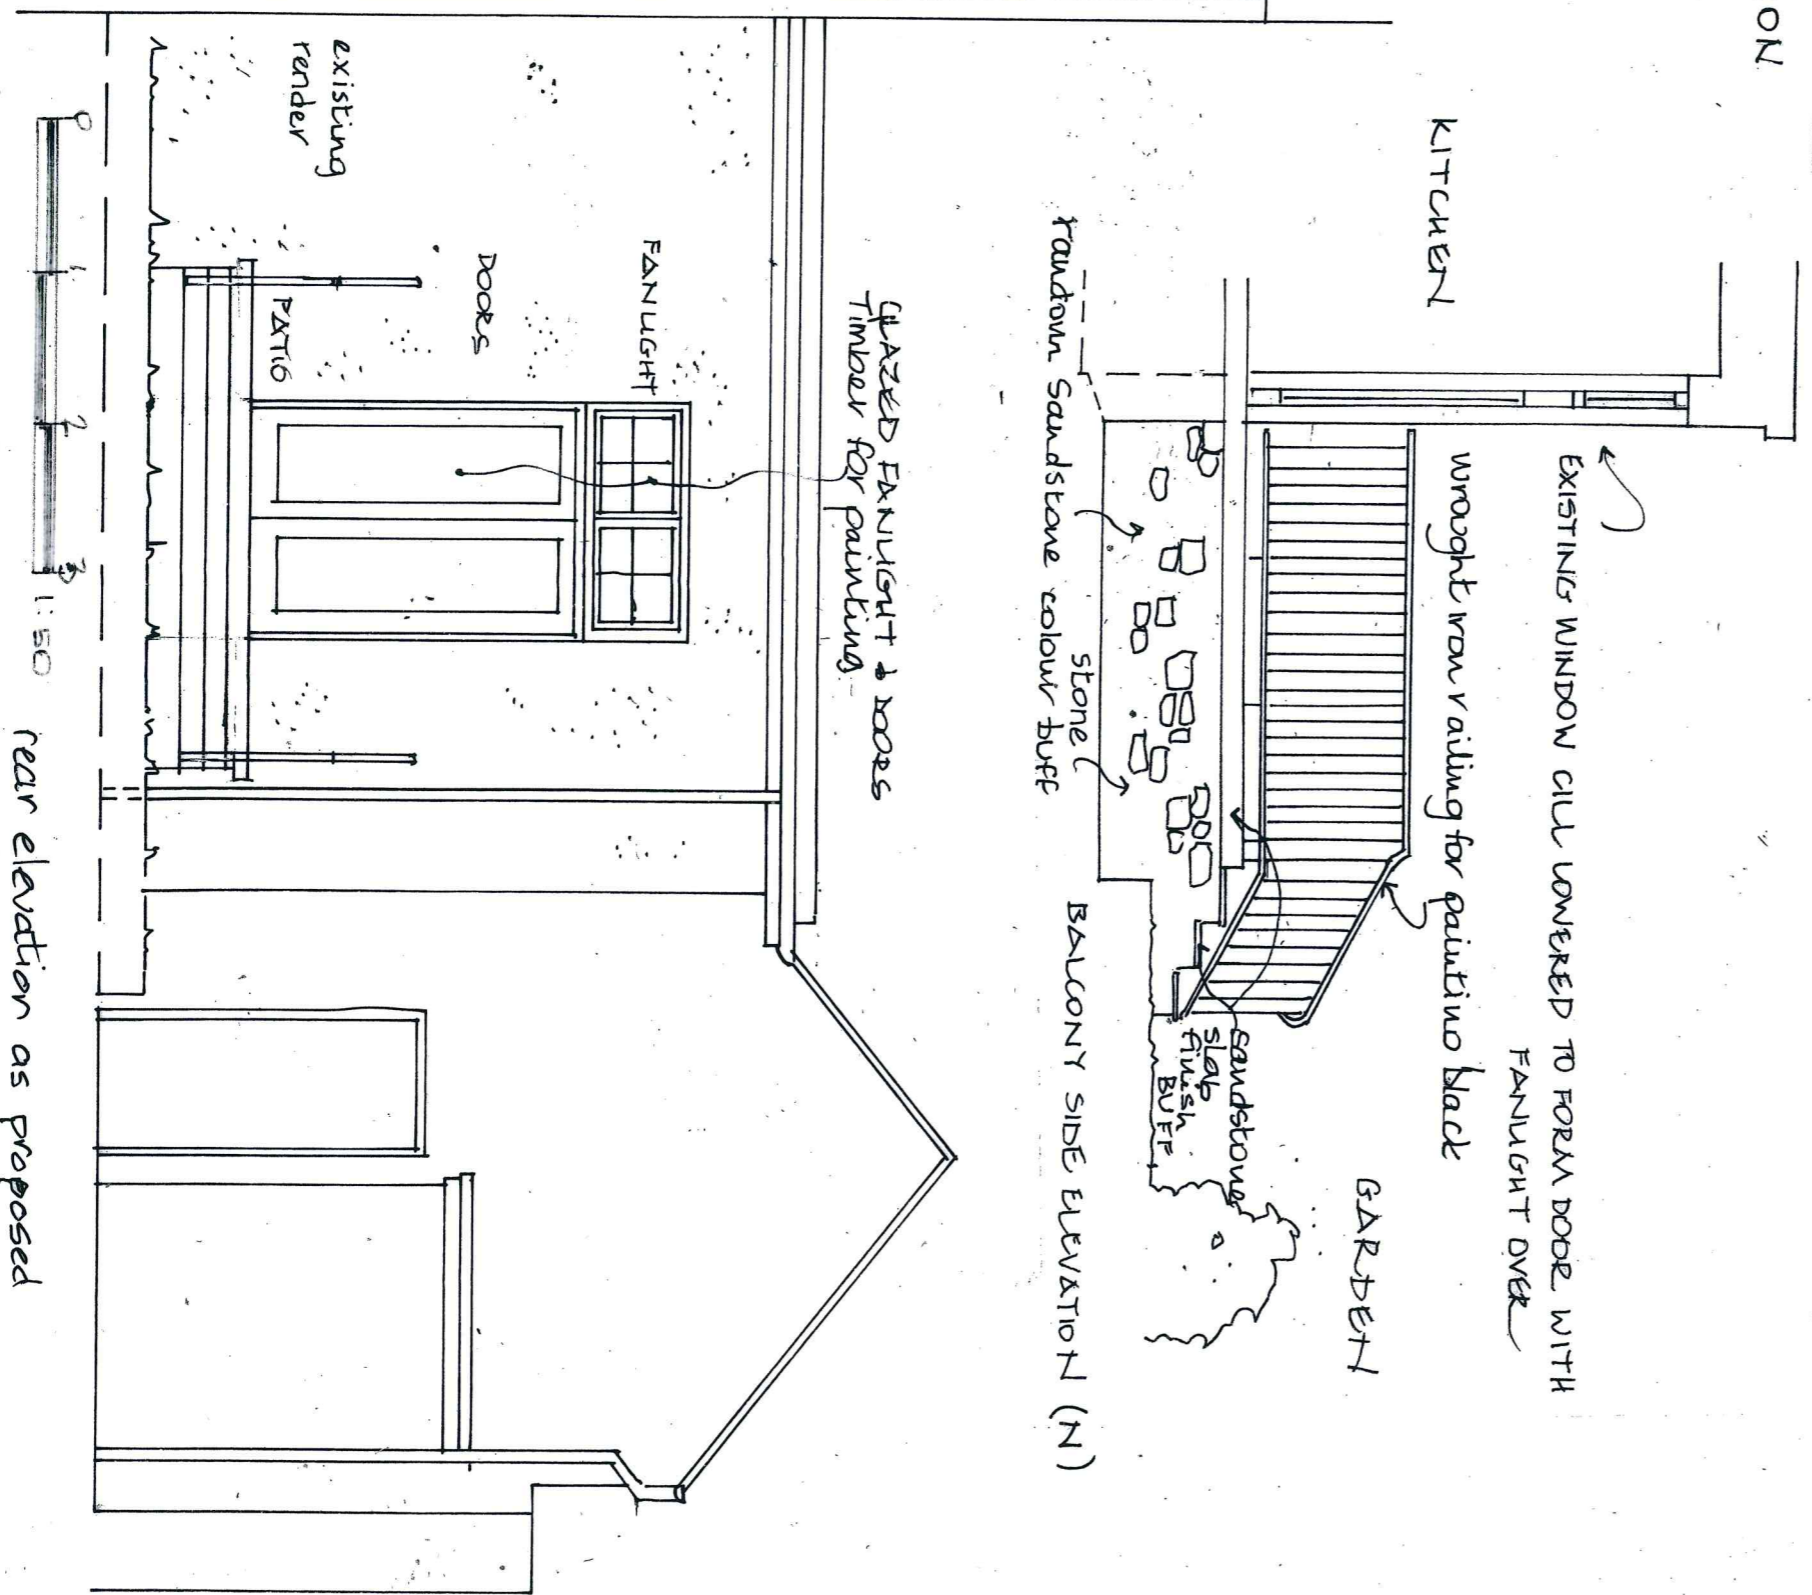 ON
KITCHEN
EXISTING WINDOW CILL LOWERED TO FORM DOOR WITH
FANLIGHT OVER
wrought iron railing for painting black
GARDEN
sandstone
slab
finish
BUFF
random sandstone colour buff
stone
BALCONY SIDE ELEVATION (N)
GLAZED FANLIGHT & DOORS
Timber for painting
FANLIGHT
DOORS
PATIO
existing
render
0 1 2 3 1:50
rear elevation as proposed